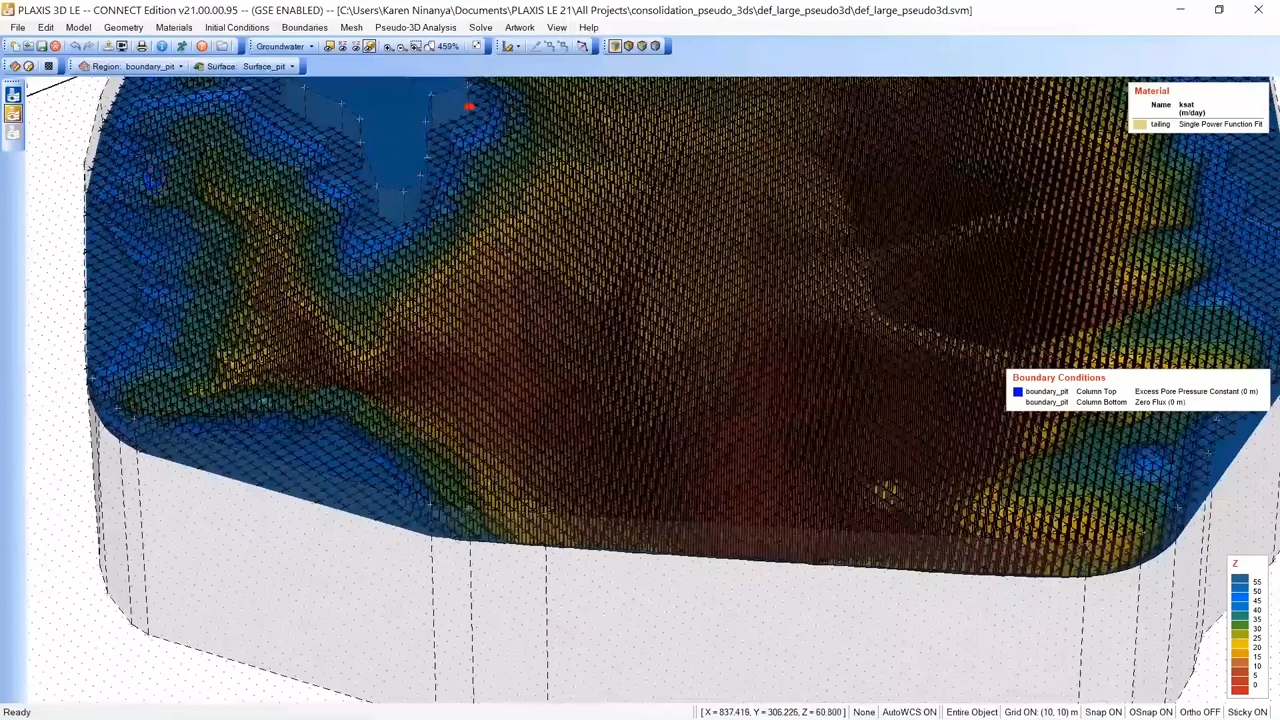 PLAXIS 3D LE -- CONNECT Edition v21.00.00.95 -- (GSE ENABLED) -- [C:\Users\Karen Ninanya\Documents\PLAXIS LE 21\All Projects\consolidation_pseudo_3ds\def_large_pseudo3d\def_large_pseudo3d.svm]
File Edit Model Geometry Materials Initial Conditions Boundaries Mesh Pseudo-3D Analysis Solve Artwork View Help
Groundwater 459%
Region: boundary_pit Surface: Surface_pit
Material
Name ksat
(m/day)
tailing Single Power Function Fit
Boundary Conditions
boundary_pit Column Top Excess Pore Pressure Constant (0 m)
boundary_pit Column Bottom Zero Flux (0 m)
Z
55
50
45
40
35
30
25
20
15
10
5
0
Ready [ X = 837.419, Y = 306.226, Z = 60.800 ] None AutoWCS ON Entire Object Grid ON: (10, 10) m Snap ON OSnap ON Ortho OFF Sticky ON